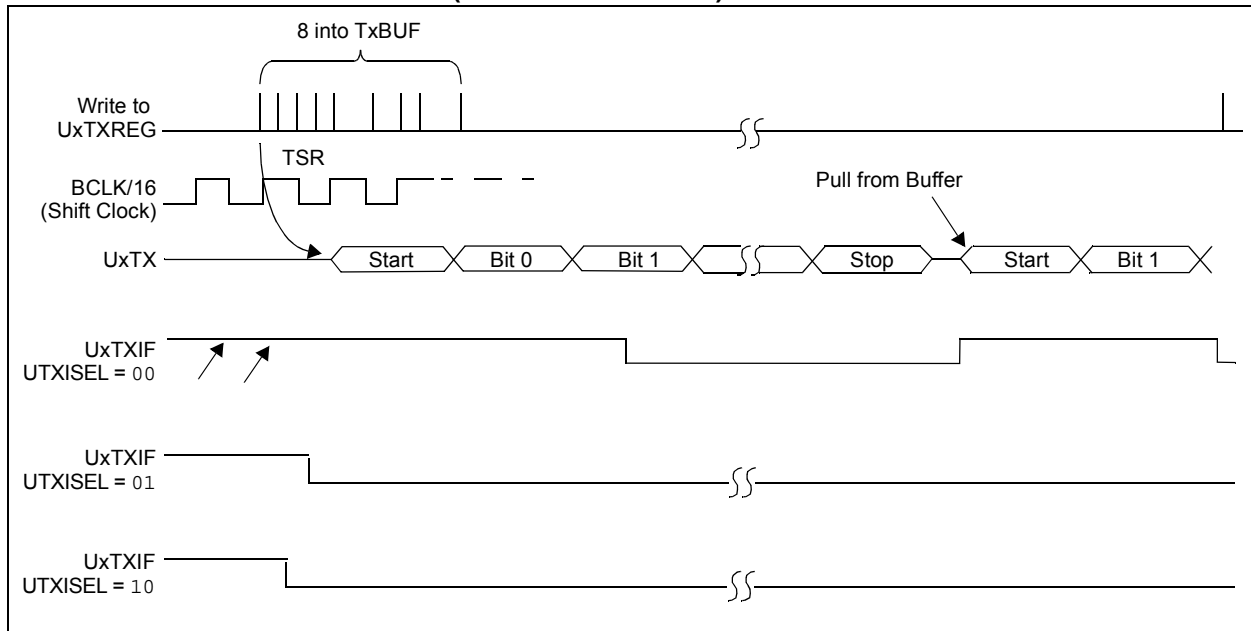 8 into TxBUF
Write to
UxTXREG
TSR
BCLK/16
(Shift Clock)
Pull from Buffer
UxTX
Start
Bit 0
Bit 1
Stop
Start
Bit 1
UxTXIF
UTXISEL = 00
UxTXIF
UTXISEL = 01
UxTXIF
UTXISEL = 10